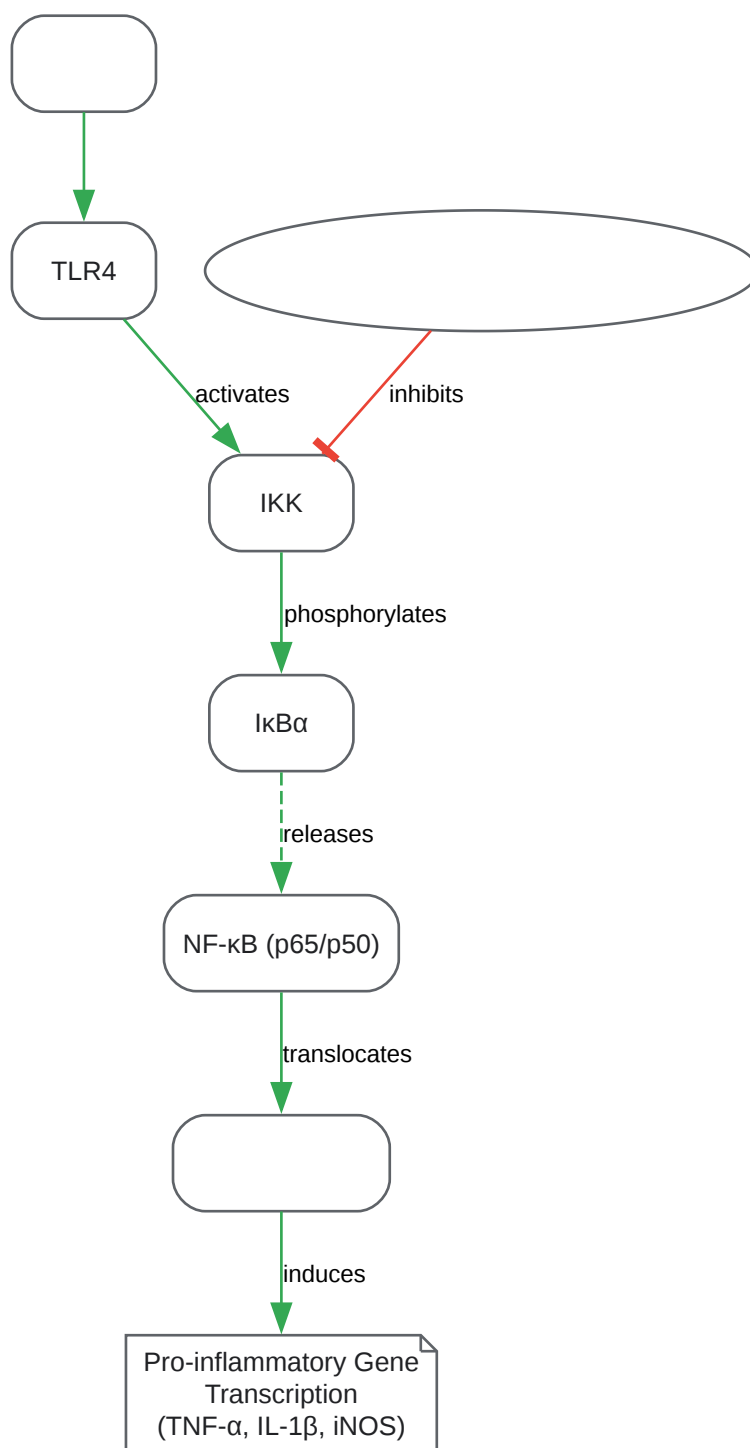 TLR4
activates
inhibits
IKK
phosphorylates
IκBα
releases
NF-κB (p65/p50)
translocates
induces
Pro-inflammatory Gene
Transcription
(TNF-α, IL-1β, iNOS)